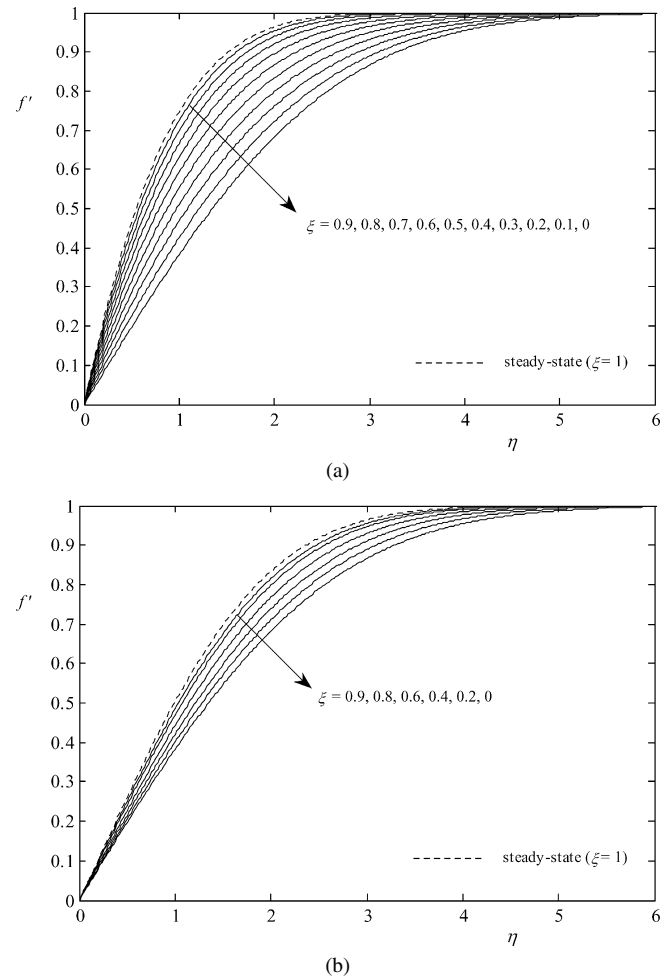 1
0.9
0.8
f'
0.7
0.6
0.5
ξ = 0.9, 0.8, 0.7, 0.6, 0.5, 0.4, 0.3, 0.2, 0.1, 0
0.4
0.3
0.2
0.1
steady-state (ξ= 1)
0
0 1 2 3 4 5 6
η
(a)
1
0.9
0.8
f'
0.7
0.6
0.5
ξ = 0.9, 0.8, 0.6, 0.4, 0.2, 0
0.4
0.3
0.2
0.1
steady-state (ξ= 1)
0
0 1 2 3 4 5 6
η
(b)